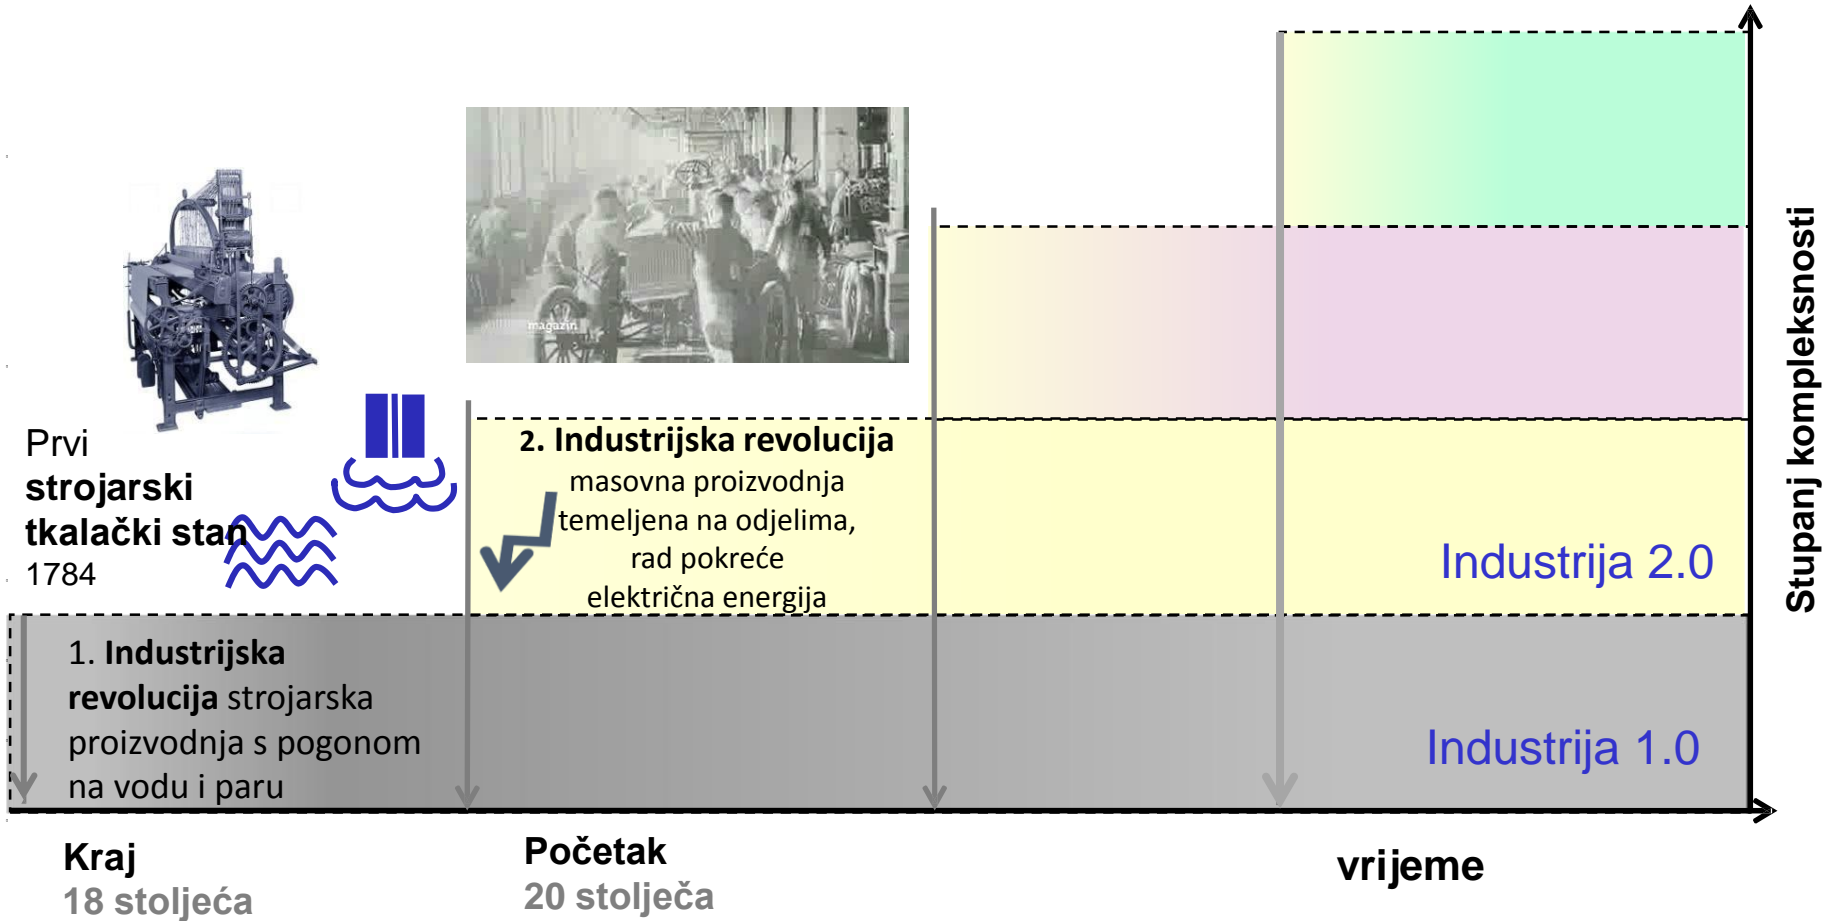 magazin
Prvi
strojarski
tkalački stan
1784
2. Industrijska revolucija
masovna proizvodnja
temeljena na odjelima,
rad pokreće
električna energija
Industrija 2.0
1. Industrijska
revolucija strojarska
proizvodnja s pogonom
na vodu i paru
Industrija 1.0
Stupanj kompleksnosti
Kraj
18 stoljeća
Početak
20 stolječa
vrijeme